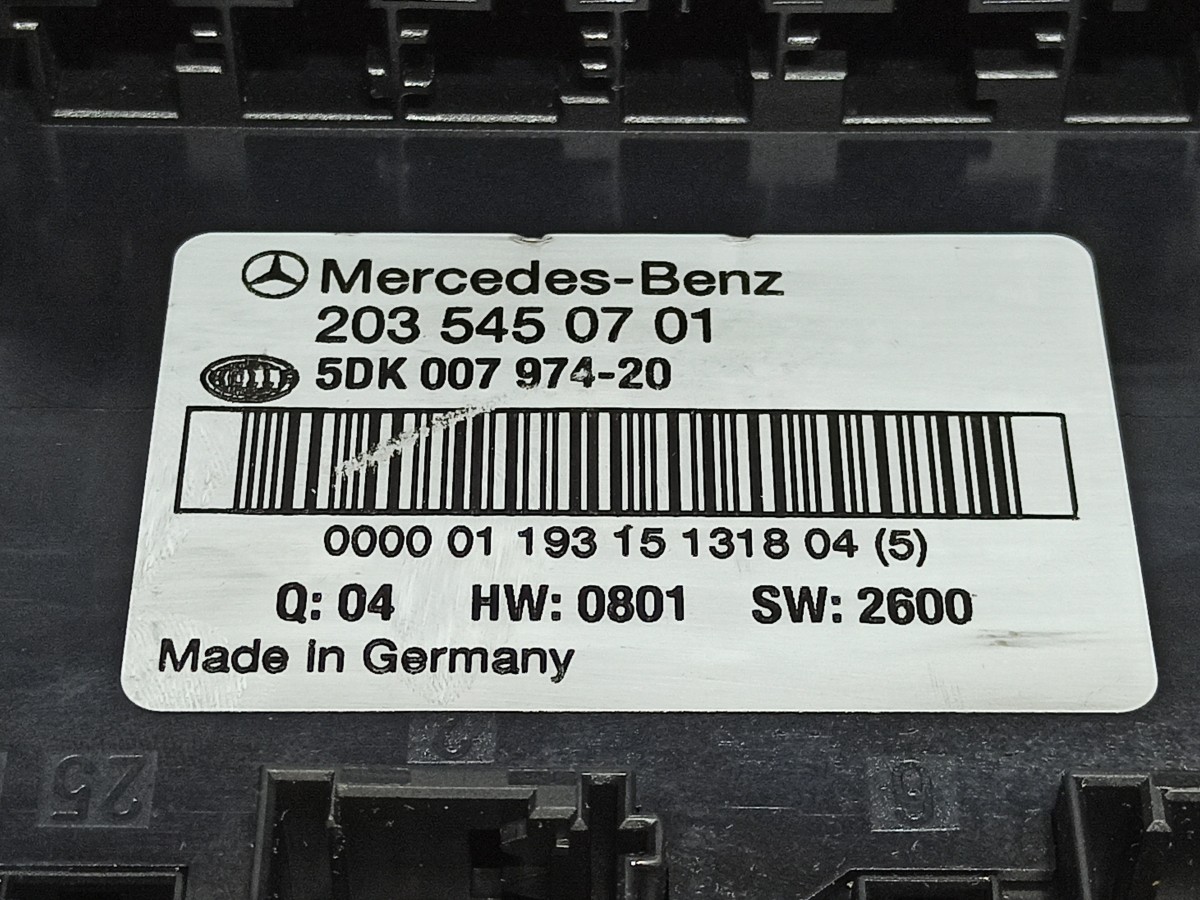 Mercedes-Benz
203 545 07 01
5DK 007 974-20
0000 01 193 15 1318 04 (5)
Q: 04 HW: 0801 SW: 2600
Made in Germany
25
9